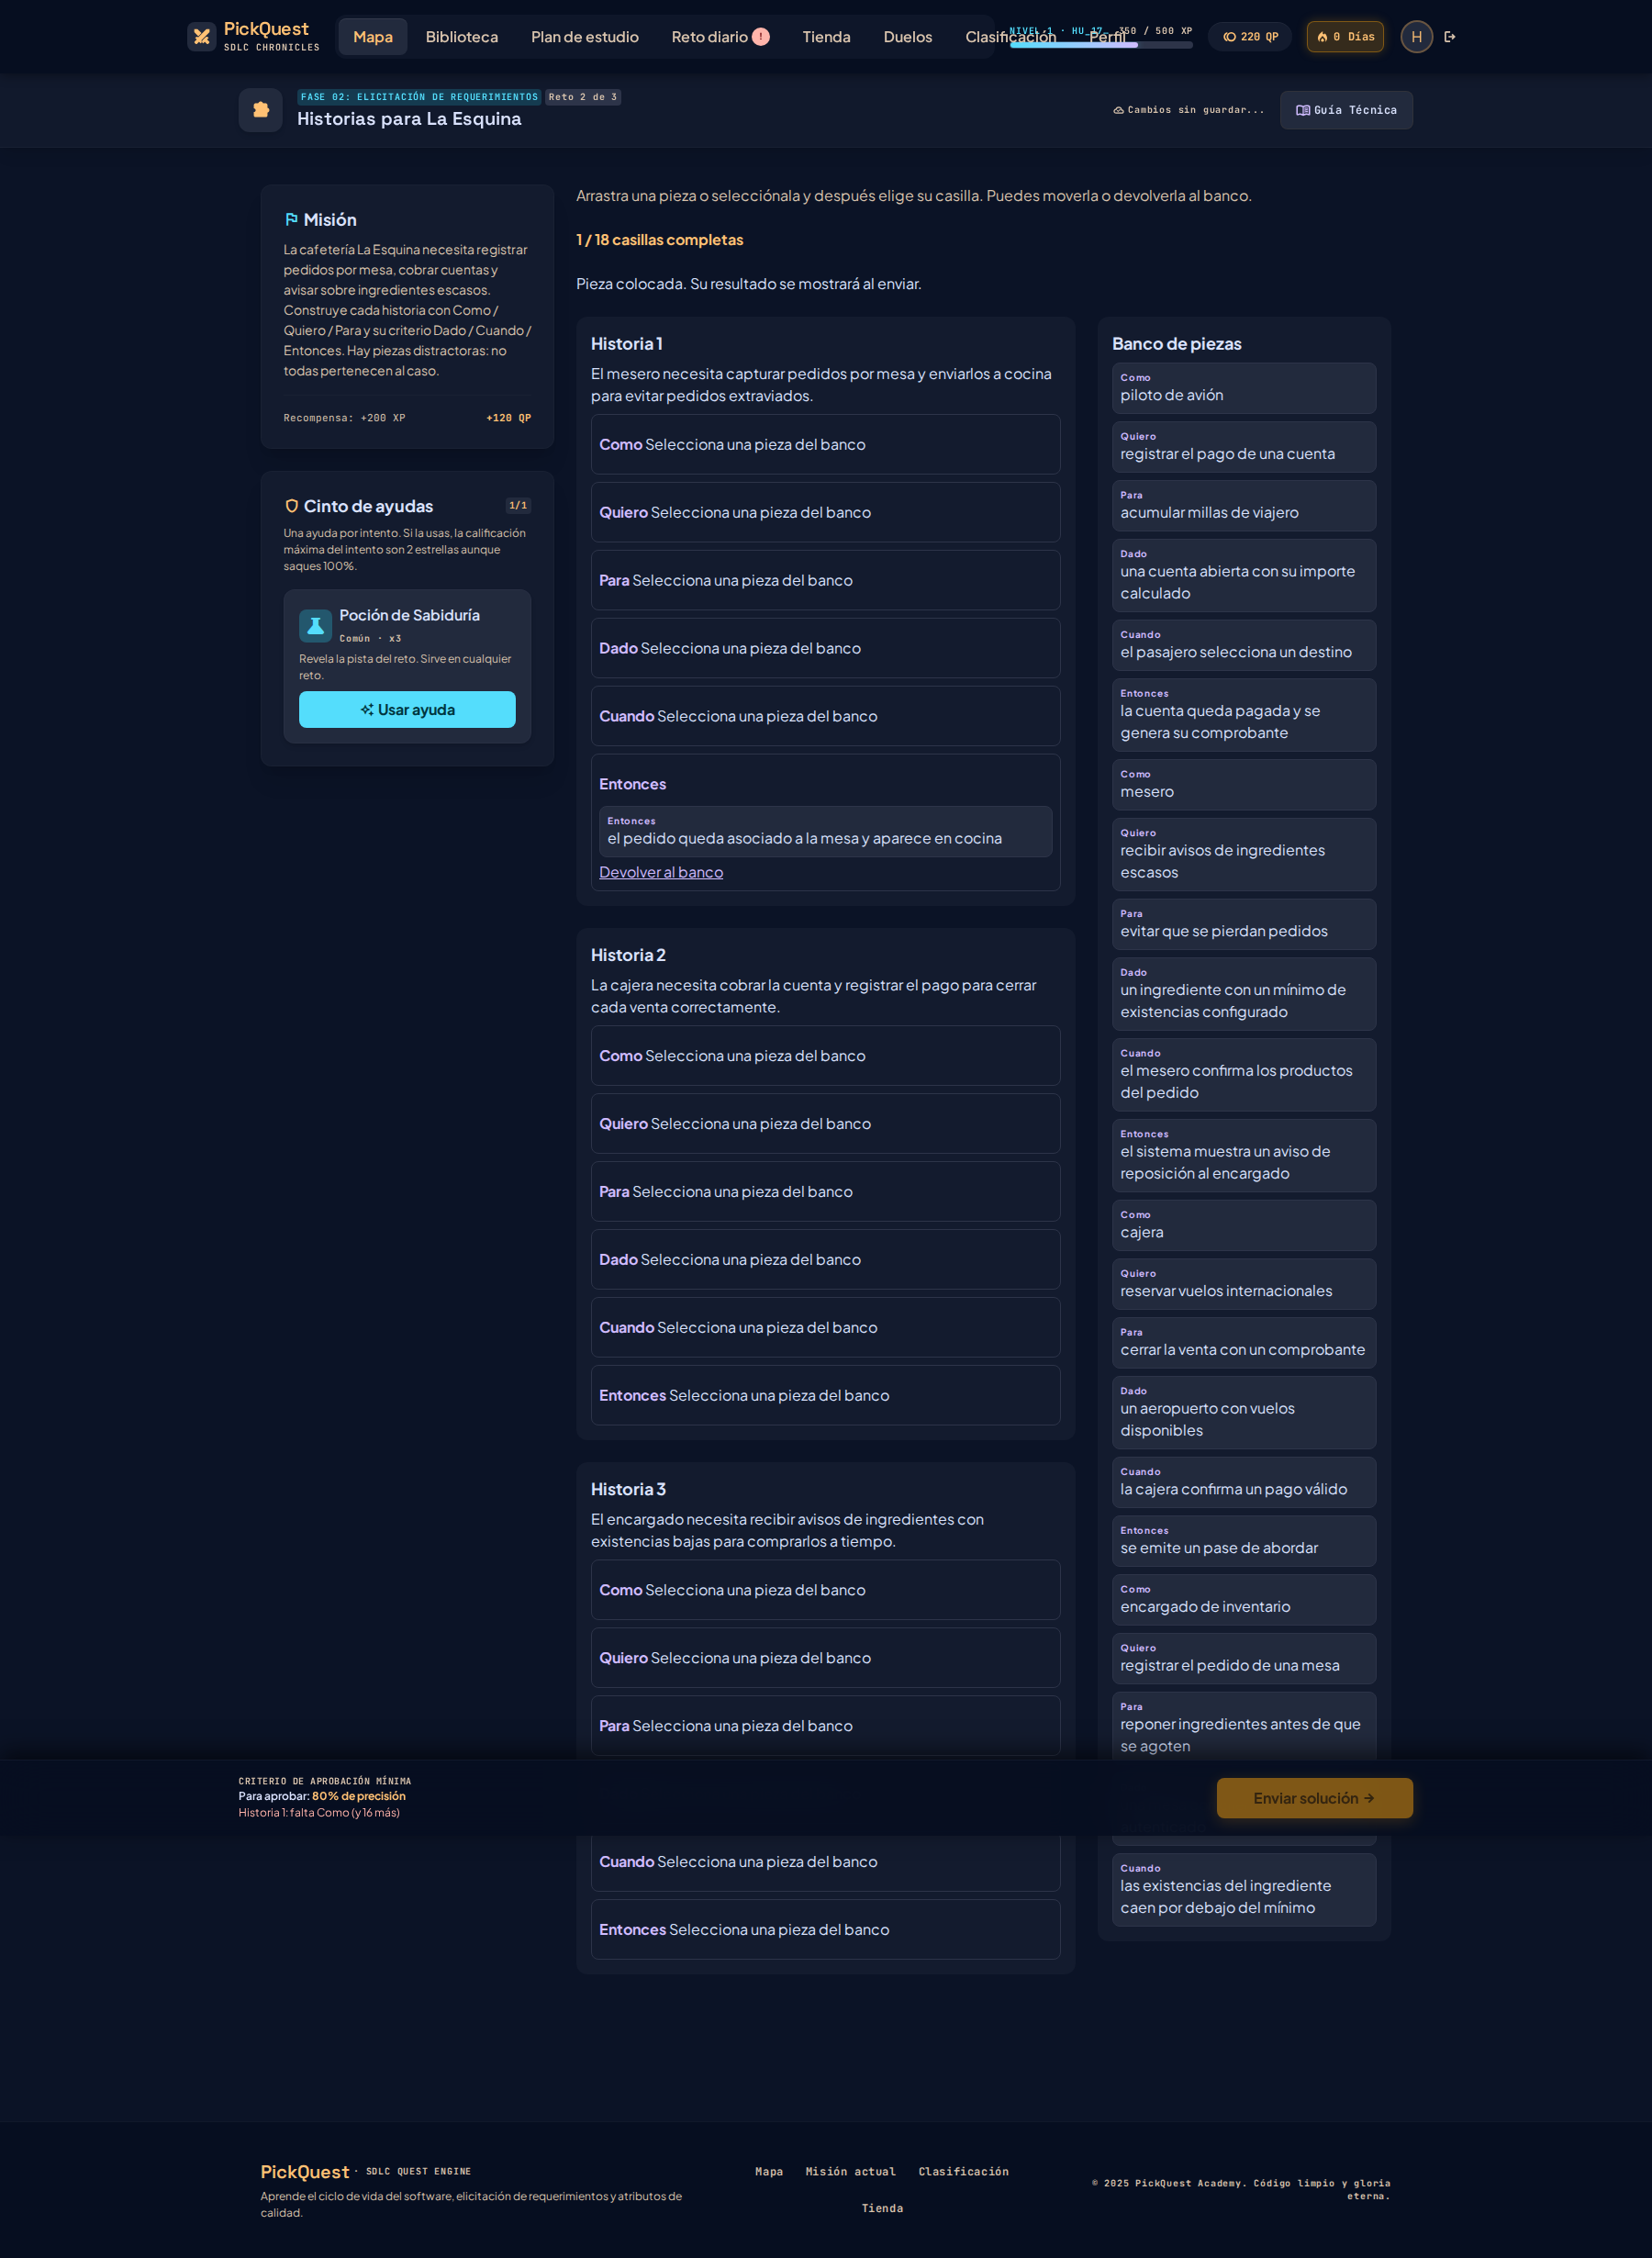 PickQuest
SDLC CHRONICLES
Mapa
Biblioteca
Plan de estudio
Reto diario !
Tienda
Duelos
Clasificación
Perfil
NIVEL 1 · HU_17_ 350 / 500 XP
220 QP
0 Días
H
FASE 02: ELICITACIÓN DE REQUERIMIENTOS Reto 2 de 3
Historias para La Esquina
Cambios sin guardar...
Guía Técnica
Misión
La cafetería La Esquina necesita registrar
pedidos por mesa, cobrar cuentas y
avisar sobre ingredientes escasos.
Construye cada historia con Como /
Quiero / Para y su criterio Dado / Cuando /
Entonces. Hay piezas distractoras: no
todas pertenecen al caso.
Recompensa: +200 XP
+120 QP
Cinto de ayudas
1/1
Una ayuda por intento. Si la usas, la calificación
máxima del intento son 2 estrellas aunque
saques 100%.
Poción de Sabiduría
Común · x3
Revela la pista del reto. Sirve en cualquier
reto.
Usar ayuda
Arrastra una pieza o selecciónala y después elige su casilla. Puedes moverla o devolverla al banco.
1 / 18 casillas completas
Pieza colocada. Su resultado se mostrará al enviar.
Historia 1
El mesero necesita capturar pedidos por mesa y enviarlos a cocina
para evitar pedidos extraviados.
Como Selecciona una pieza del banco
Quiero Selecciona una pieza del banco
Para Selecciona una pieza del banco
Dado Selecciona una pieza del banco
Cuando Selecciona una pieza del banco
Entonces
Entonces
el pedido queda asociado a la mesa y aparece en cocina
Devolver al banco
Historia 2
La cajera necesita cobrar la cuenta y registrar el pago para cerrar
cada venta correctamente.
Como Selecciona una pieza del banco
Quiero Selecciona una pieza del banco
Para Selecciona una pieza del banco
Dado Selecciona una pieza del banco
Cuando Selecciona una pieza del banco
Entonces Selecciona una pieza del banco
Historia 3
El encargado necesita recibir avisos de ingredientes con
existencias bajas para comprarlos a tiempo.
Como Selecciona una pieza del banco
Quiero Selecciona una pieza del banco
Para Selecciona una pieza del banco
Cuando Selecciona una pieza del banco
Entonces Selecciona una pieza del banco
Banco de piezas
Como
piloto de avión
Quiero
registrar el pago de una cuenta
Para
acumular millas de viajero
Dado
una cuenta abierta con su importe
calculado
Cuando
el pasajero selecciona un destino
Entonces
la cuenta queda pagada y se
genera su comprobante
Como
mesero
Quiero
recibir avisos de ingredientes
escasos
Para
evitar que se pierdan pedidos
Dado
un ingrediente con un mínimo de
existencias configurado
Cuando
el mesero confirma los productos
del pedido
Entonces
el sistema muestra un aviso de
reposición al encargado
Como
cajera
Quiero
reservar vuelos internacionales
Para
cerrar la venta con un comprobante
Dado
un aeropuerto con vuelos
disponibles
Cuando
la cajera confirma un pago válido
Entonces
se emite un pase de abordar
Como
encargado de inventario
Quiero
registrar el pedido de una mesa
Para
reponer ingredientes antes de que
se agoten
Cuando
las existencias del ingrediente
caen por debajo del mínimo
CRITERIO DE APROBACIÓN MÍNIMA
Para aprobar: 80% de precisión
Historia 1: falta Como (y 16 más)
Enviar solución →
PickQuest · SDLC QUEST ENGINE
Aprende el ciclo de vida del software, elicitación de requerimientos y atributos de
calidad.
Mapa
Misión actual
Clasificación
Tienda
© 2025 PickQuest Academy. Código limpio y gloria
eterna.